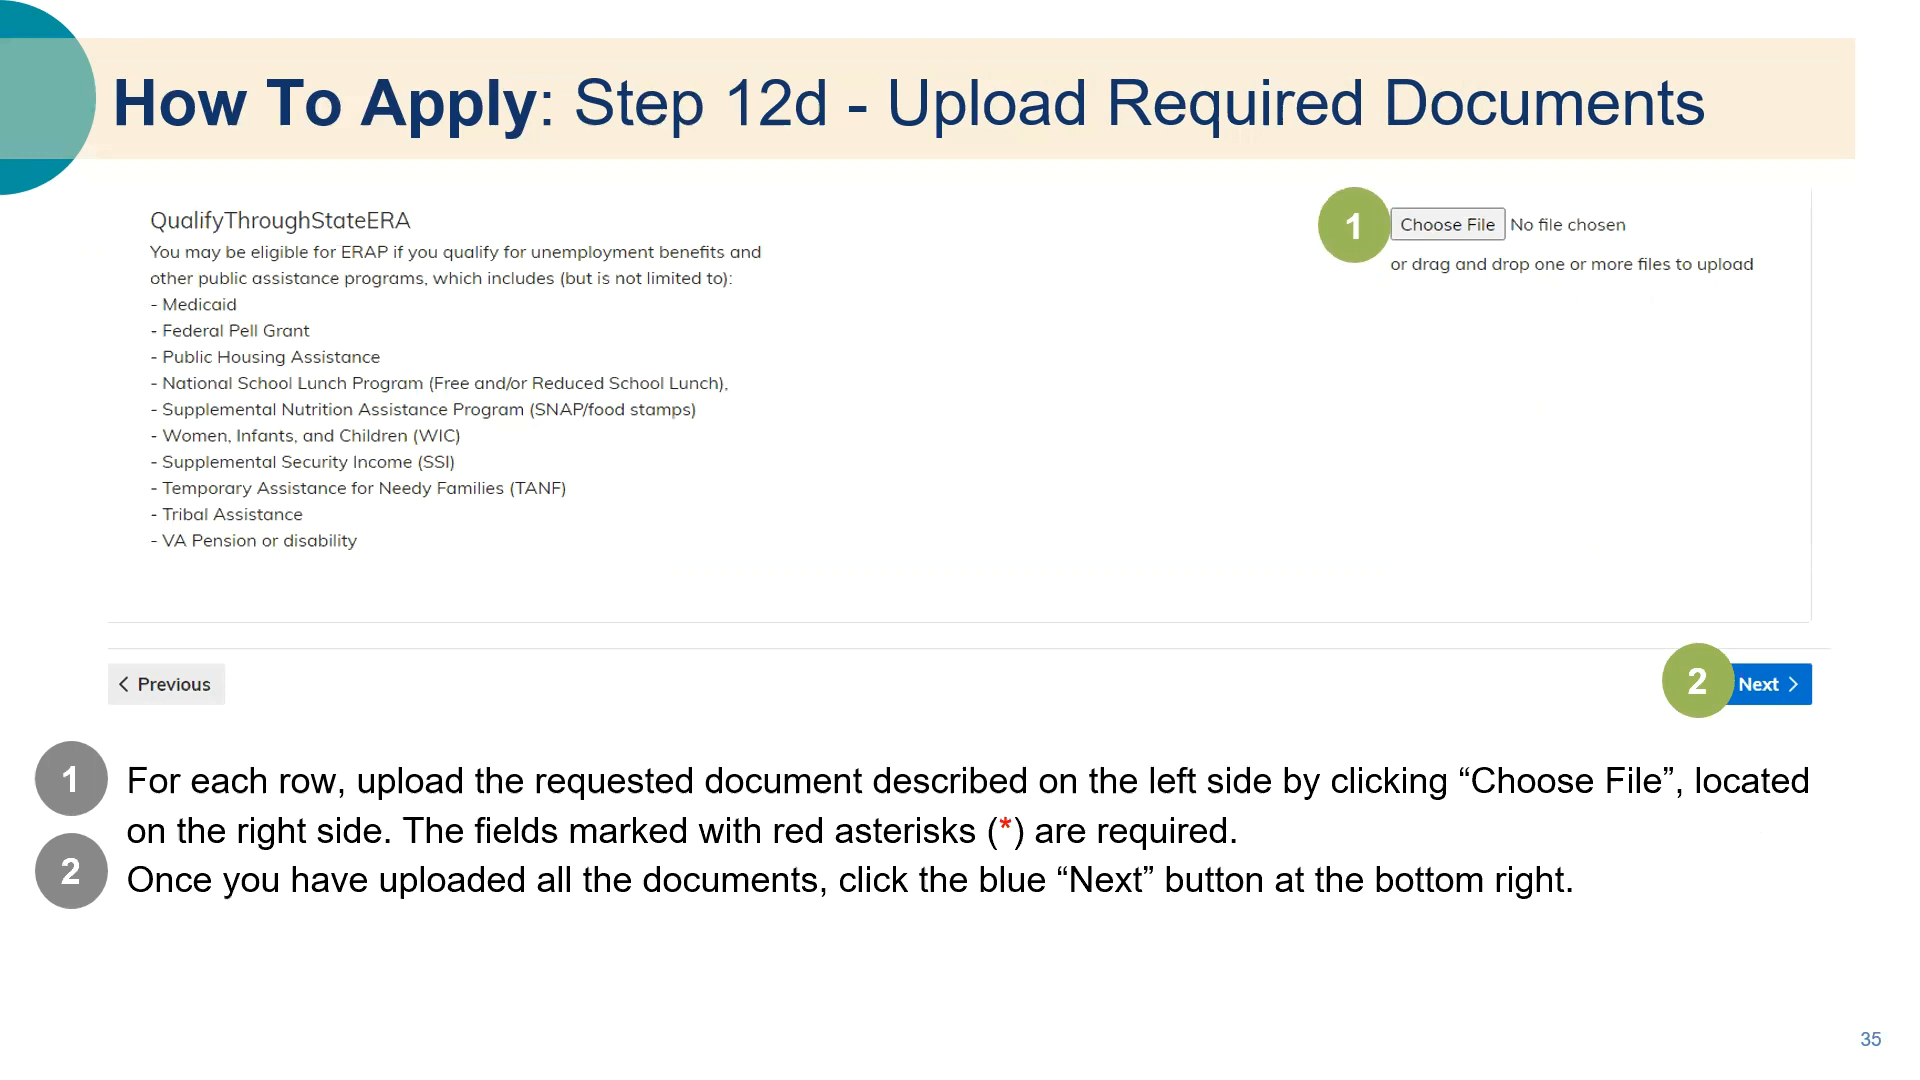 How To Apply: Step 12d - Upload Required Documents
QualifyThroughStateERA
You may be eligible for ERAP if you qualify for unemployment benefits and
other public assistance programs, which includes (but is not limited to):
- Medicaid
- Federal Pell Grant
- Public Housing Assistance
- National School Lunch Program (Free and/or Reduced School Lunch),
- Supplemental Nutrition Assistance Program (SNAP/food stamps)
- Women, Infants, and Children (WIC)
- Supplemental Security Income (SSI)
- Temporary Assistance for Needy Families (TANF)
- Tribal Assistance
- VA Pension or disability
1 Choose File No file chosen
or drag and drop one or more files to upload
Previous
2 Next
1 For each row, upload the requested document described on the left side by clicking “Choose File”, located
on the right side. The fields marked with red asterisks (*) are required.
2 Once you have uploaded all the documents, click the blue “Next” button at the bottom right.
35